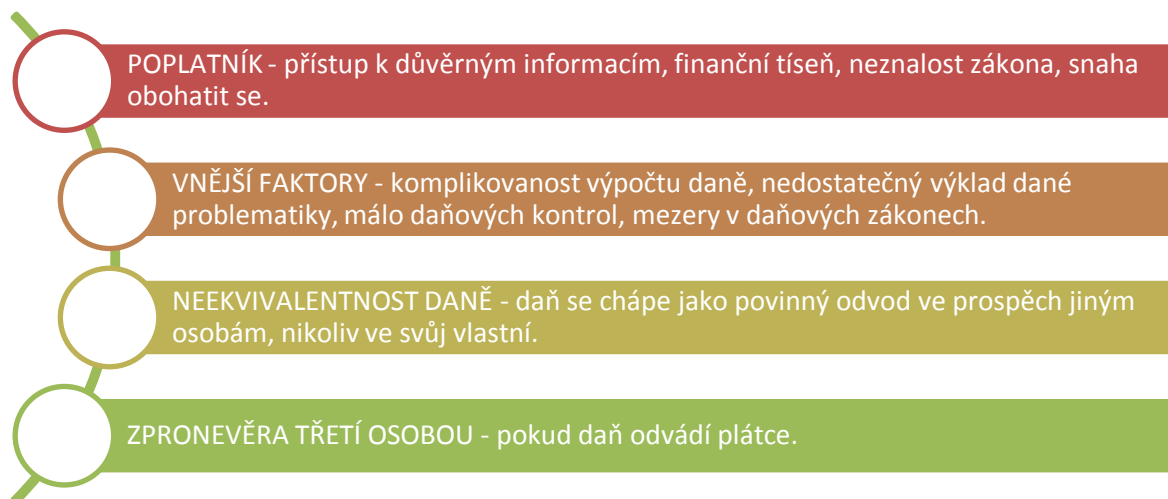 POPLATNÍK - přístup k důvěrným informacím, finanční tíseň, neznalost zákona, snaha
obohatit se.
VNĚJŠÍ FAKTORY - komplikovanost výpočtu daně, nedostatečný výklad dané
problematiky, málo daňových kontrol, mezery v daňových zákonech.
NEEKVIVALENTNOST DANĚ - daň se chápe jako povinný odvod ve prospěch jiným
osobám, nikoliv ve svůj vlastní.
ZPRONEVĚRA TŘETÍ OSOBOU - pokud daň odvádí plátce.